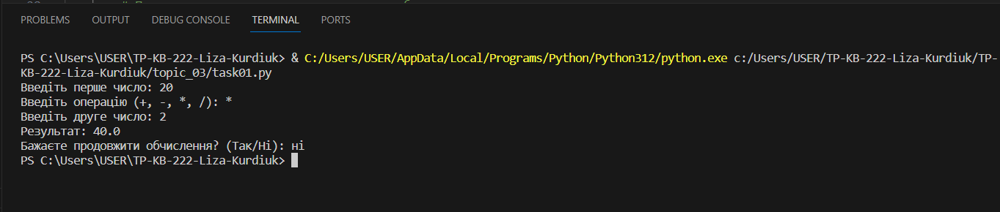 PROBLEMS OUTPUT DEBUG CONSOLE TERMINAL PORTS
PS C:\Users\USER\TP-KB-222-Liza-Kurdiuk> & C:/Users/USER/AppData/Local/Programs/Python/Python312/python.exe c:/Users/USER/TP-KB-222-Liza-Kurdiuk/TP-
KB-222-Liza-Kurdiuk/topic_03/task01.py
Введіть перше число: 20
Введіть операцію (+, -, *, /): *
Введіть друге число: 2
Результат: 40.0
Бажаєте продовжити обчислення? (Так/Ні): ні
PS C:\Users\USER\TP-KB-222-Liza-Kurdiuk>